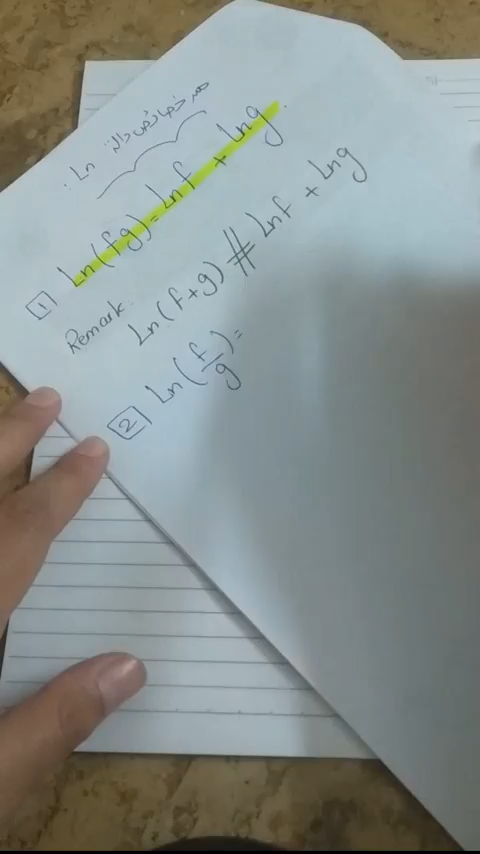 من خصائص دالة Ln.
1 Ln(fg) = Lnf + Lng.
Remark. Ln(f+g) ≠ Lnf + Lng
2 Ln(f/g) =